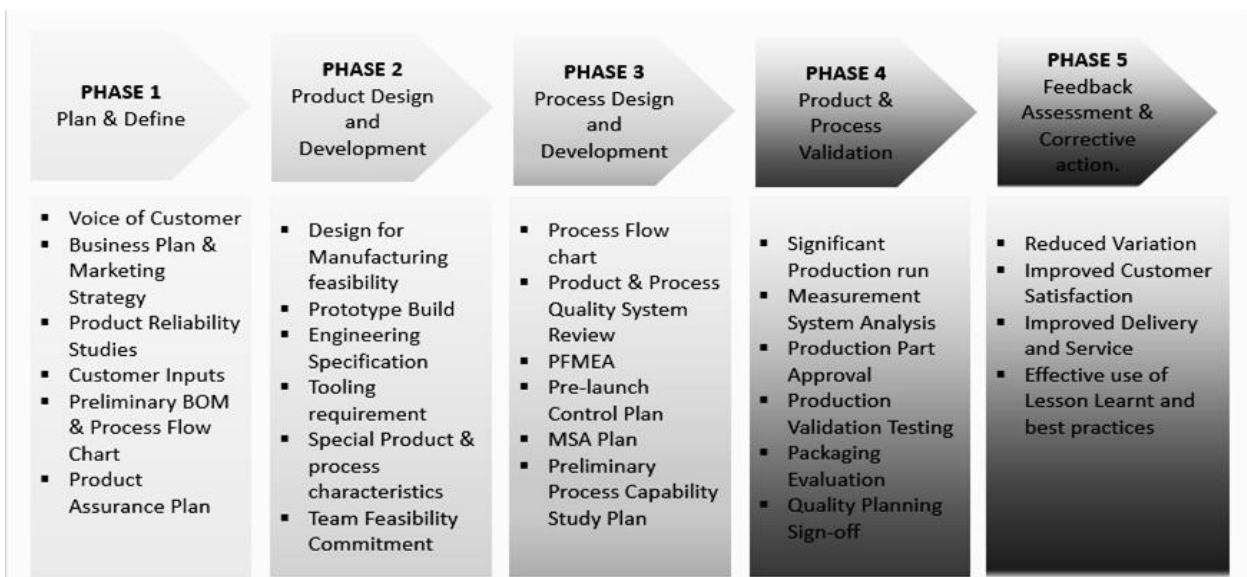 PHASE 1
Plan & Define
▪ Voice of Customer
▪ Business Plan &
Marketing
Strategy
▪ Product Reliability
Studies
▪ Customer Inputs
▪ Preliminary BOM
& Process Flow
Chart
▪ Product
Assurance Plan
PHASE 2
Product Design
and
Development
▪ Design for
Manufacturing
feasibility
▪ Prototype Build
▪ Engineering
Specification
▪ Tooling
requirement
▪ Special Product &
process
characteristics
▪ Team Feasibility
Commitment
PHASE 3
Process Design
and
Development
▪ Process Flow
chart
▪ Product & Process
Quality System
Review
▪ PFMEA
▪ Pre-launch
Control Plan
▪ MSA Plan
▪ Preliminary
Process Capability
Study Plan
PHASE 4
Product &
Process
Validation
▪ Significant
Production run
▪ Measurement
System Analysis
▪ Production Part
Approval
▪ Production
Validation Testing
▪ Packaging
Evaluation
▪ Quality Planning
Sign-off
PHASE 5
Feedback
Assessment &
Corrective
action.
▪ Reduced Variation
▪ Improved Customer
Satisfaction
▪ Improved Delivery
and Service
▪ Effective use of
Lesson Learnt and
best practices